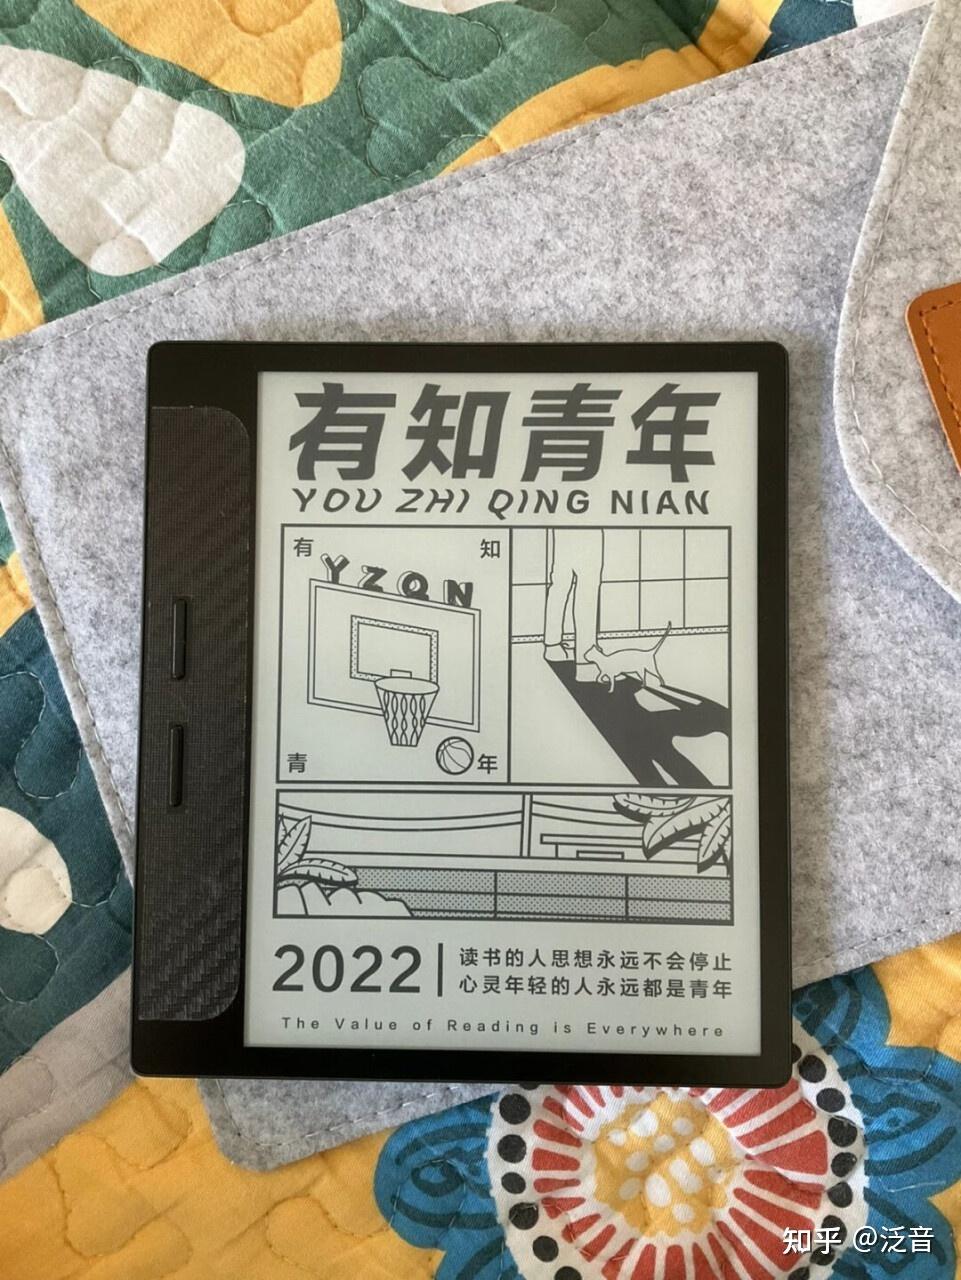 有知青年
YOU ZHI QING NIAN
有 知
YZQN
青 年
2022
读书的人思想永远不会停止
心灵年轻的人永远都是青年
The Value of Reading is Everywhere
知乎 @泛音